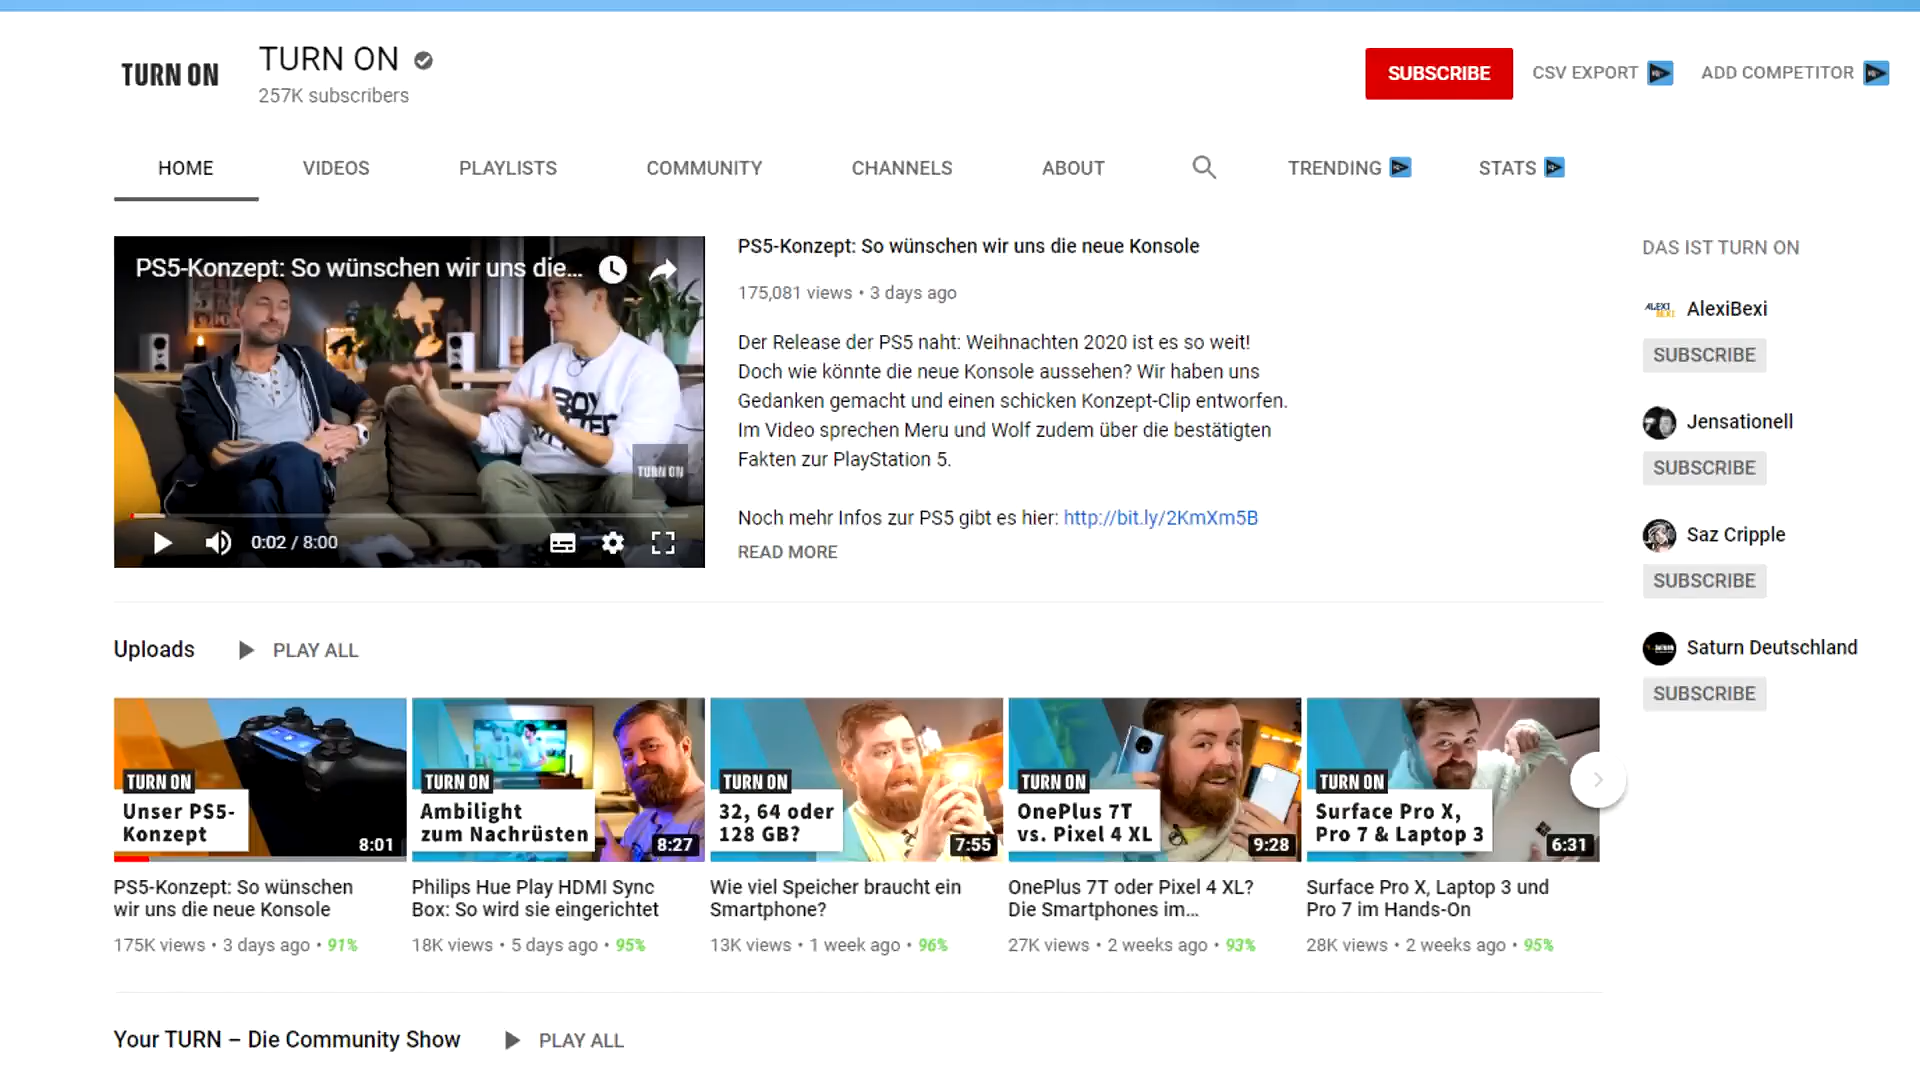 TURN ON
TURN ON
257K subscribers
SUBSCRIBE
CSV EXPORT
ADD COMPETITOR
HOME
VIDEOS
PLAYLISTS
COMMUNITY
CHANNELS
ABOUT
TRENDING
STATS
PS5-Konzept: So wünschen wir uns die...
TURN ON
0:02 / 8:00
PS5-Konzept: So wünschen wir uns die neue Konsole
175,081 views • 3 days ago
Der Release der PS5 naht: Weihnachten 2020 ist es so weit!
Doch wie könnte die neue Konsole aussehen? Wir haben uns
Gedanken gemacht und einen schicken Konzept-Clip entworfen.
Im Video sprechen Meru und Wolf zudem über die bestätigten
Fakten zur PlayStation 5.
Noch mehr Infos zur PS5 gibt es hier: http://bit.ly/2KmXm5B
READ MORE
DAS IST TURN ON
ALEXI
BEXI
AlexiBexi
SUBSCRIBE
Jensationell
SUBSCRIBE
Saz Cripple
SUBSCRIBE
Saturn Deutschland
SUBSCRIBE
Uploads
PLAY ALL
TURN ON
Unser PS5-
Konzept
8:01
PS5-Konzept: So wünschen
wir uns die neue Konsole
175K views • 3 days ago • 91%
TURN ON
Ambilight
zum Nachrüsten
8:27
Philips Hue Play HDMI Sync
Box: So wird sie eingerichtet
18K views • 5 days ago • 95%
TURN ON
32, 64 oder
128 GB?
7:55
Wie viel Speicher braucht ein
Smartphone?
13K views • 1 week ago • 96%
TURN ON
OnePlus 7T
vs. Pixel 4 XL
9:28
OnePlus 7T oder Pixel 4 XL?
Die Smartphones im...
27K views • 2 weeks ago • 93%
TURN ON
Surface Pro X,
Pro 7 & Laptop 3
6:31
Surface Pro X, Laptop 3 und
Pro 7 im Hands-On
28K views • 2 weeks ago • 95%
Your TURN – Die Community Show
PLAY ALL